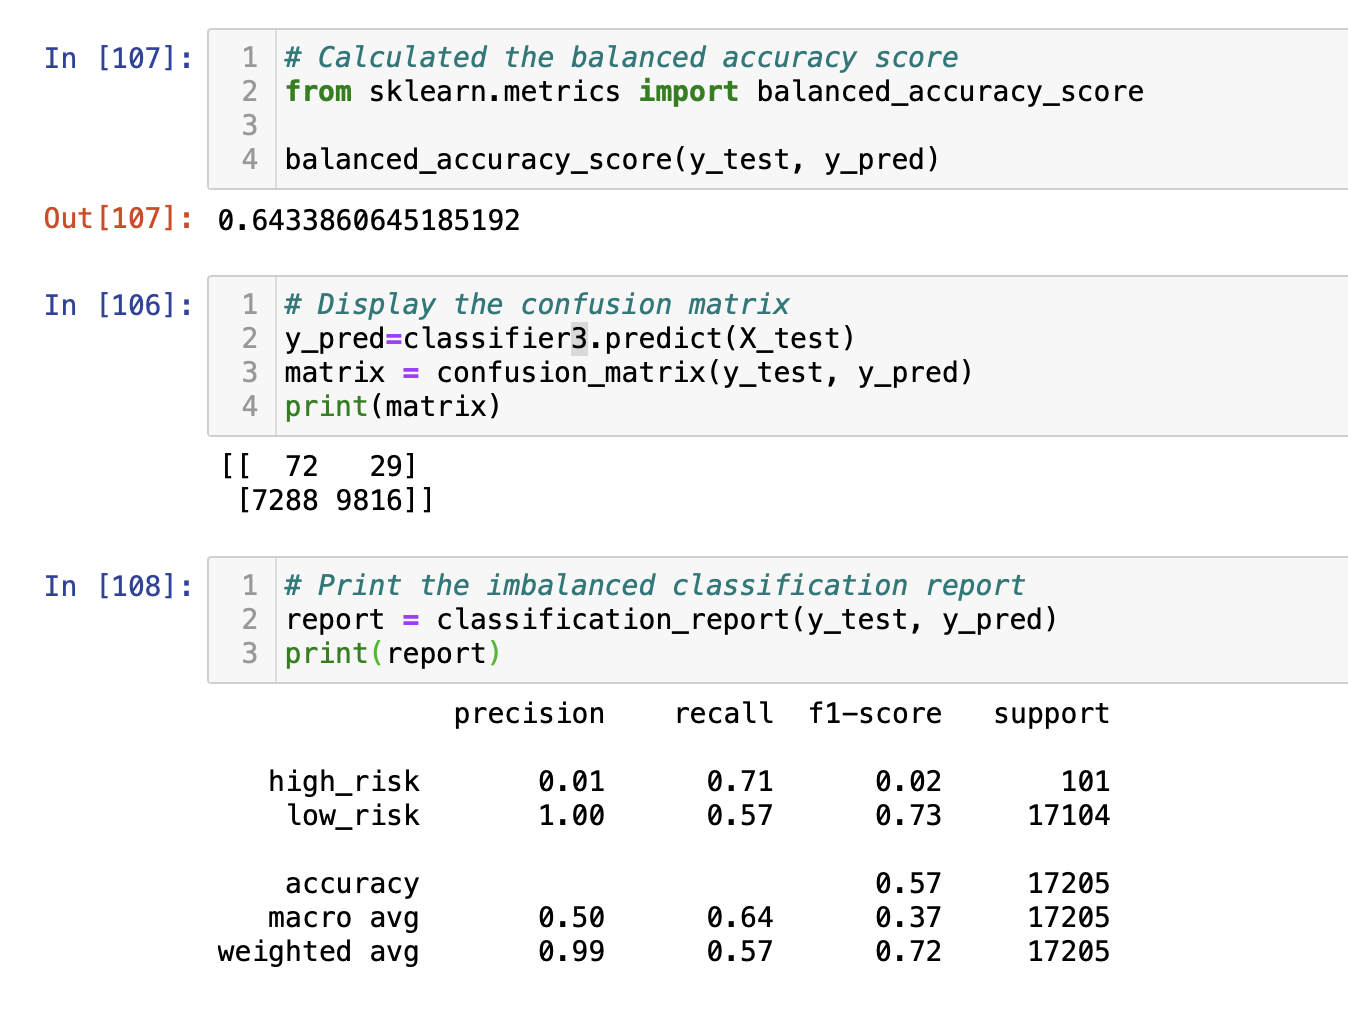 In [107]:
1 # Calculated the balanced accuracy score
2 from sklearn.metrics import balanced_accuracy_score
3
4 balanced_accuracy_score(y_test, y_pred)
Out[107]: 0.6433860645185192
In [106]:
1 # Display the confusion matrix
2 y_pred=classifier3.predict(X_test)
3 matrix = confusion_matrix(y_test, y_pred)
4 print(matrix)
[[  72   29]
 [7288 9816]]
In [108]:
1 # Print the imbalanced classification report
2 report = classification_report(y_test, y_pred)
3 print(report)
precision recall f1-score support
high_risk 0.01 0.71 0.02 101
low_risk 1.00 0.57 0.73 17104
accuracy 0.57 17205
macro avg 0.50 0.64 0.37 17205
weighted avg 0.99 0.57 0.72 17205